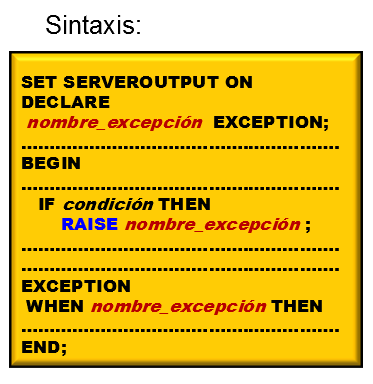 Sintaxis:
SET SERVEROUTPUT ON
DECLARE
nombre_excepción EXCEPTION;
.......................................................
BEGIN
.......................................................
IF condición THEN
RAISE nombre_excepción ;
.......................................................
.......................................................
EXCEPTION
WHEN nombre_excepción THEN
.......................................................
END;